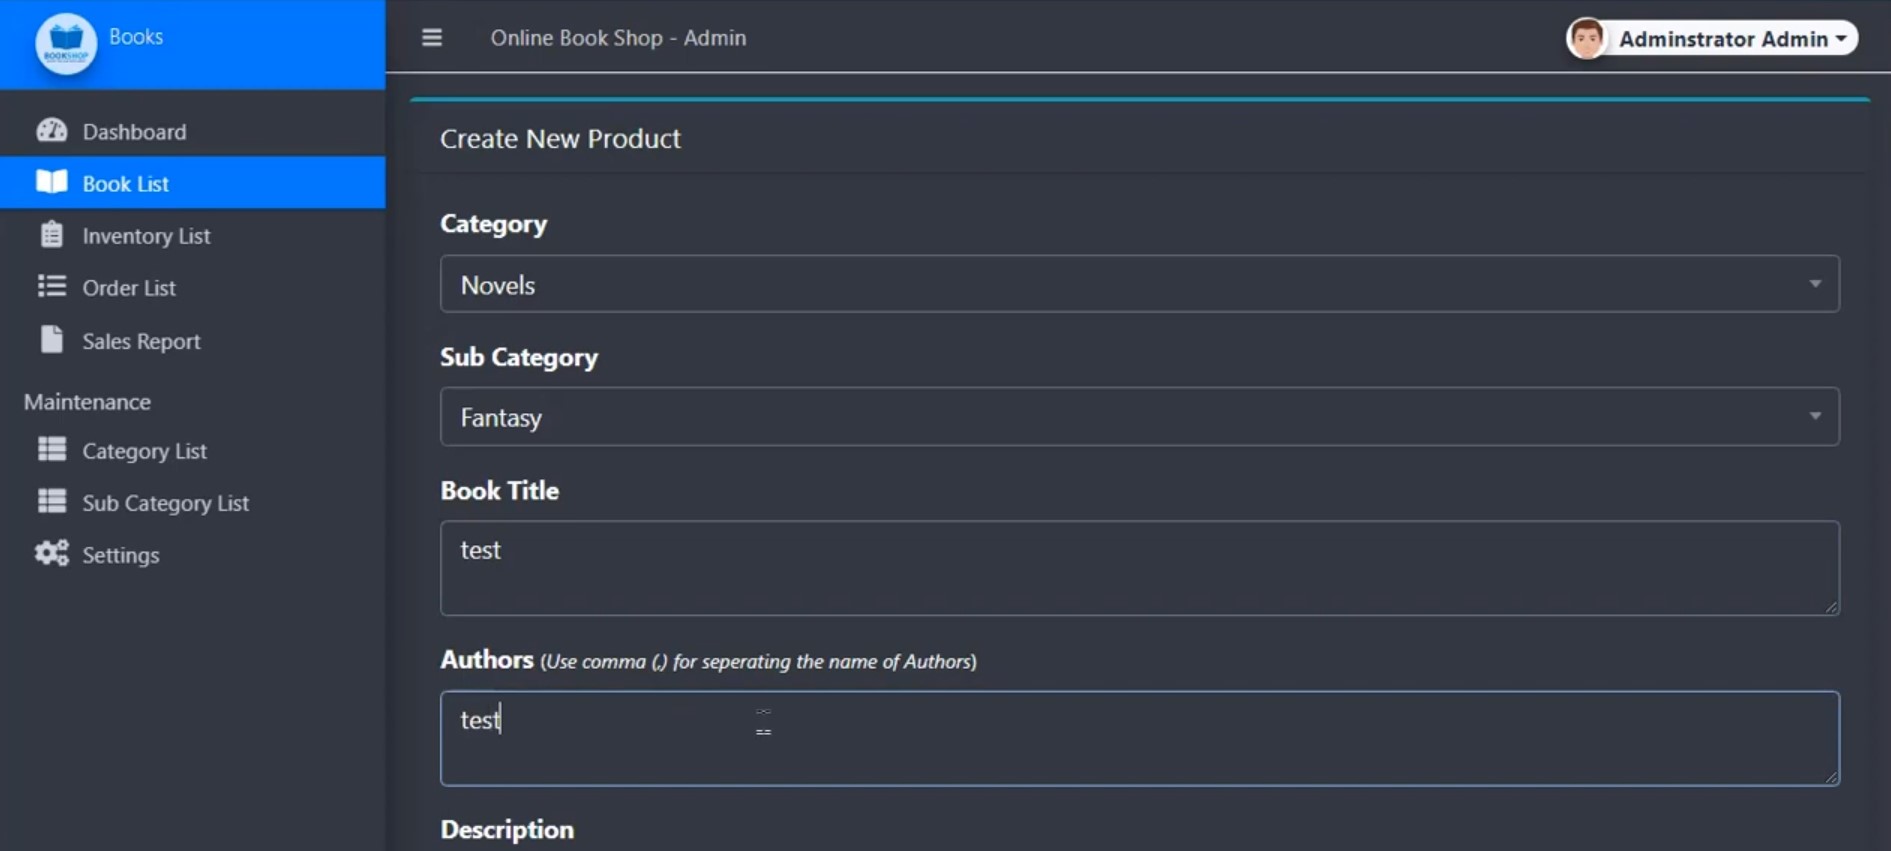 Books
BOOKSHOP
Online Book Shop - Admin
Adminstrator Admin
Dashboard
Book List
Inventory List
Order List
Sales Report
Maintenance
Category List
Sub Category List
Settings
Create New Product
Category
Novels
Sub Category
Fantasy
Book Title
test
Authors (Use comma (,) for seperating the name of Authors)
test
Description